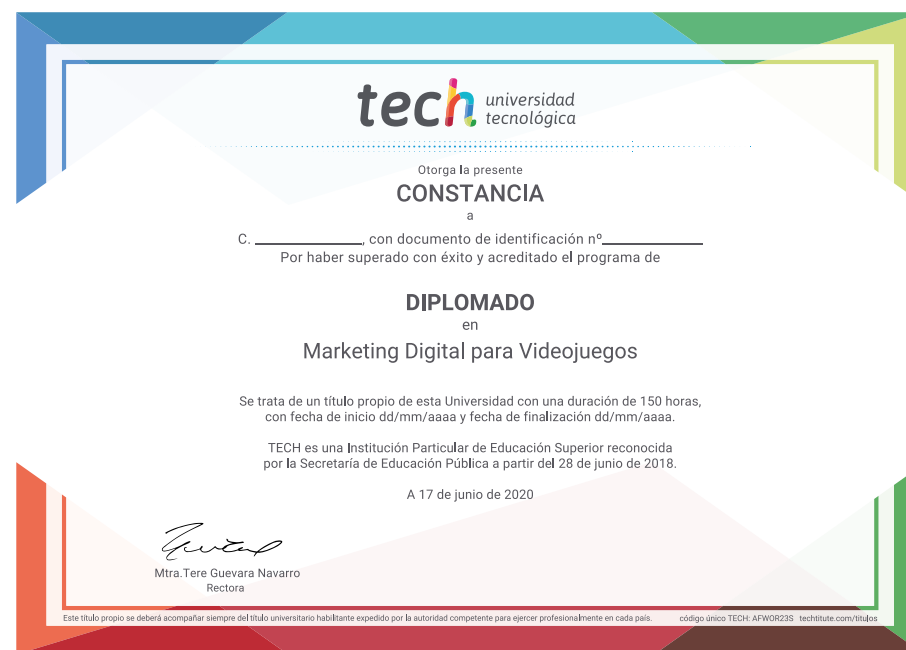 tech universidad
tecnológica
Otorga la presente
CONSTANCIA
a
C. ____________, con documento de identificación nº____________
Por haber superado con éxito y acreditado el programa de
DIPLOMADO
en
Marketing Digital para Videojuegos
Se trata de un título propio de esta Universidad con una duración de 150 horas,
con fecha de inicio dd/mm/aaaa y fecha de finalización dd/mm/aaaa.
TECH es una Institución Particular de Educación Superior reconocida
por la Secretaría de Educación Pública a partir del 28 de junio de 2018.
A 17 de junio de 2020
Mtra.Tere Guevara Navarro
Rectora
Este título propio se deberá acompañar siempre del título universitario habilitante expedido por la autoridad competente para ejercer profesionalmente en cada país. código único TECH: AFWOR23S techtitute.com/titulos